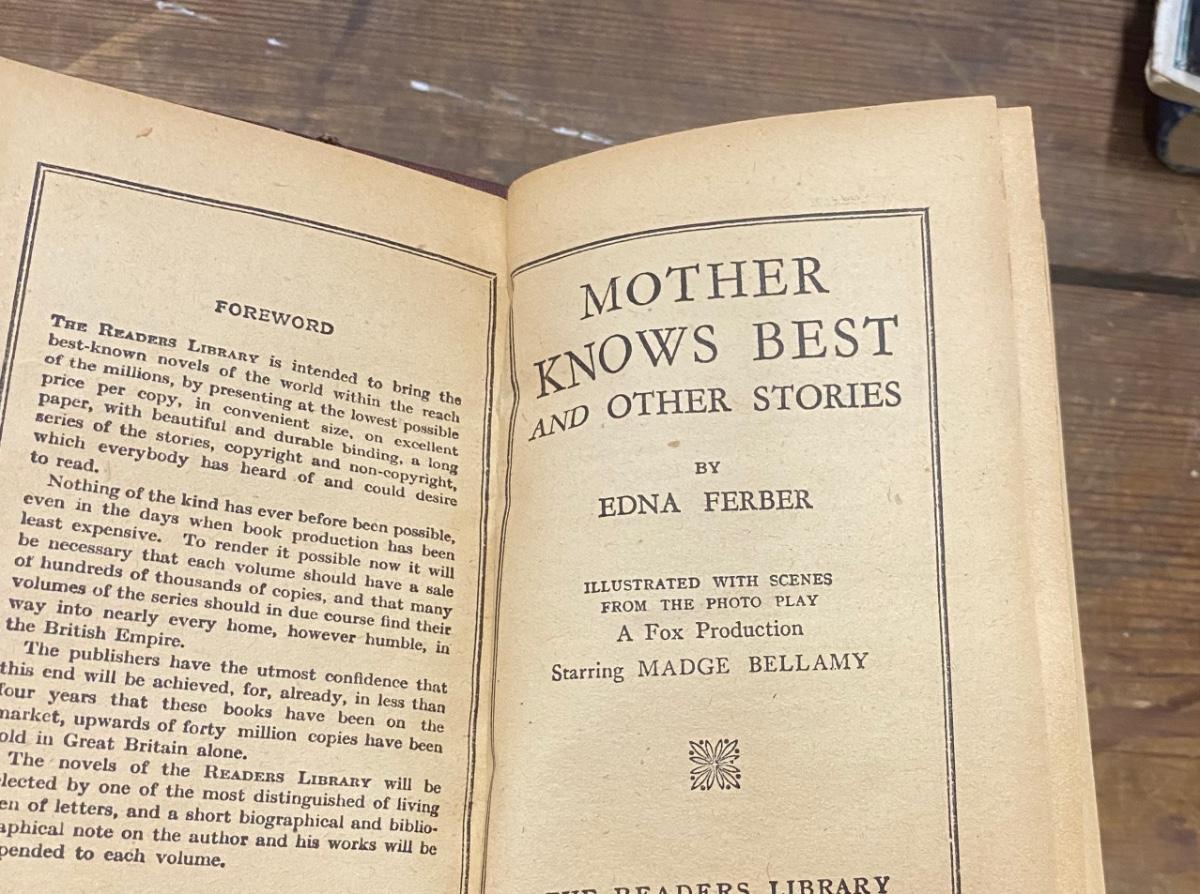 FOREWORD
THE READERS LIBRARY is intended to bring the
best-known novels of the world within the reach
of the millions, by presenting at the lowest possible
price per copy, in convenient size, on excellent
paper, with beautiful and durable binding, a long
series of the stories, copyright and non-copyright,
which everybody has heard of and could desire
to read.
Nothing of the kind has ever before been possible,
even in the days when book production has been
least expensive. To render it possible now it will
be necessary that each volume should have a sale
of hundreds of thousands of copies, and that many
volumes of the series should in due course find their
way into nearly every home, however humble, in
the British Empire.
The publishers have the utmost confidence that
this end will be achieved, for, already, in less than
four years that these books have been on the
market, upwards of forty million copies have been
old in Great Britain alone.
The novels of the READERS LIBRARY will be
lected by one of the most distinguished of living
en of letters, and a short biographical and biblio-
aphical note on the author and his works will be
pended to each volume.
MOTHER
KNOWS BEST
AND OTHER STORIES
BY
EDNA FERBER
ILLUSTRATED WITH SCENES
FROM THE PHOTO PLAY
A Fox Production
Starring MADGE BELLAMY
THE READERS LIBRARY